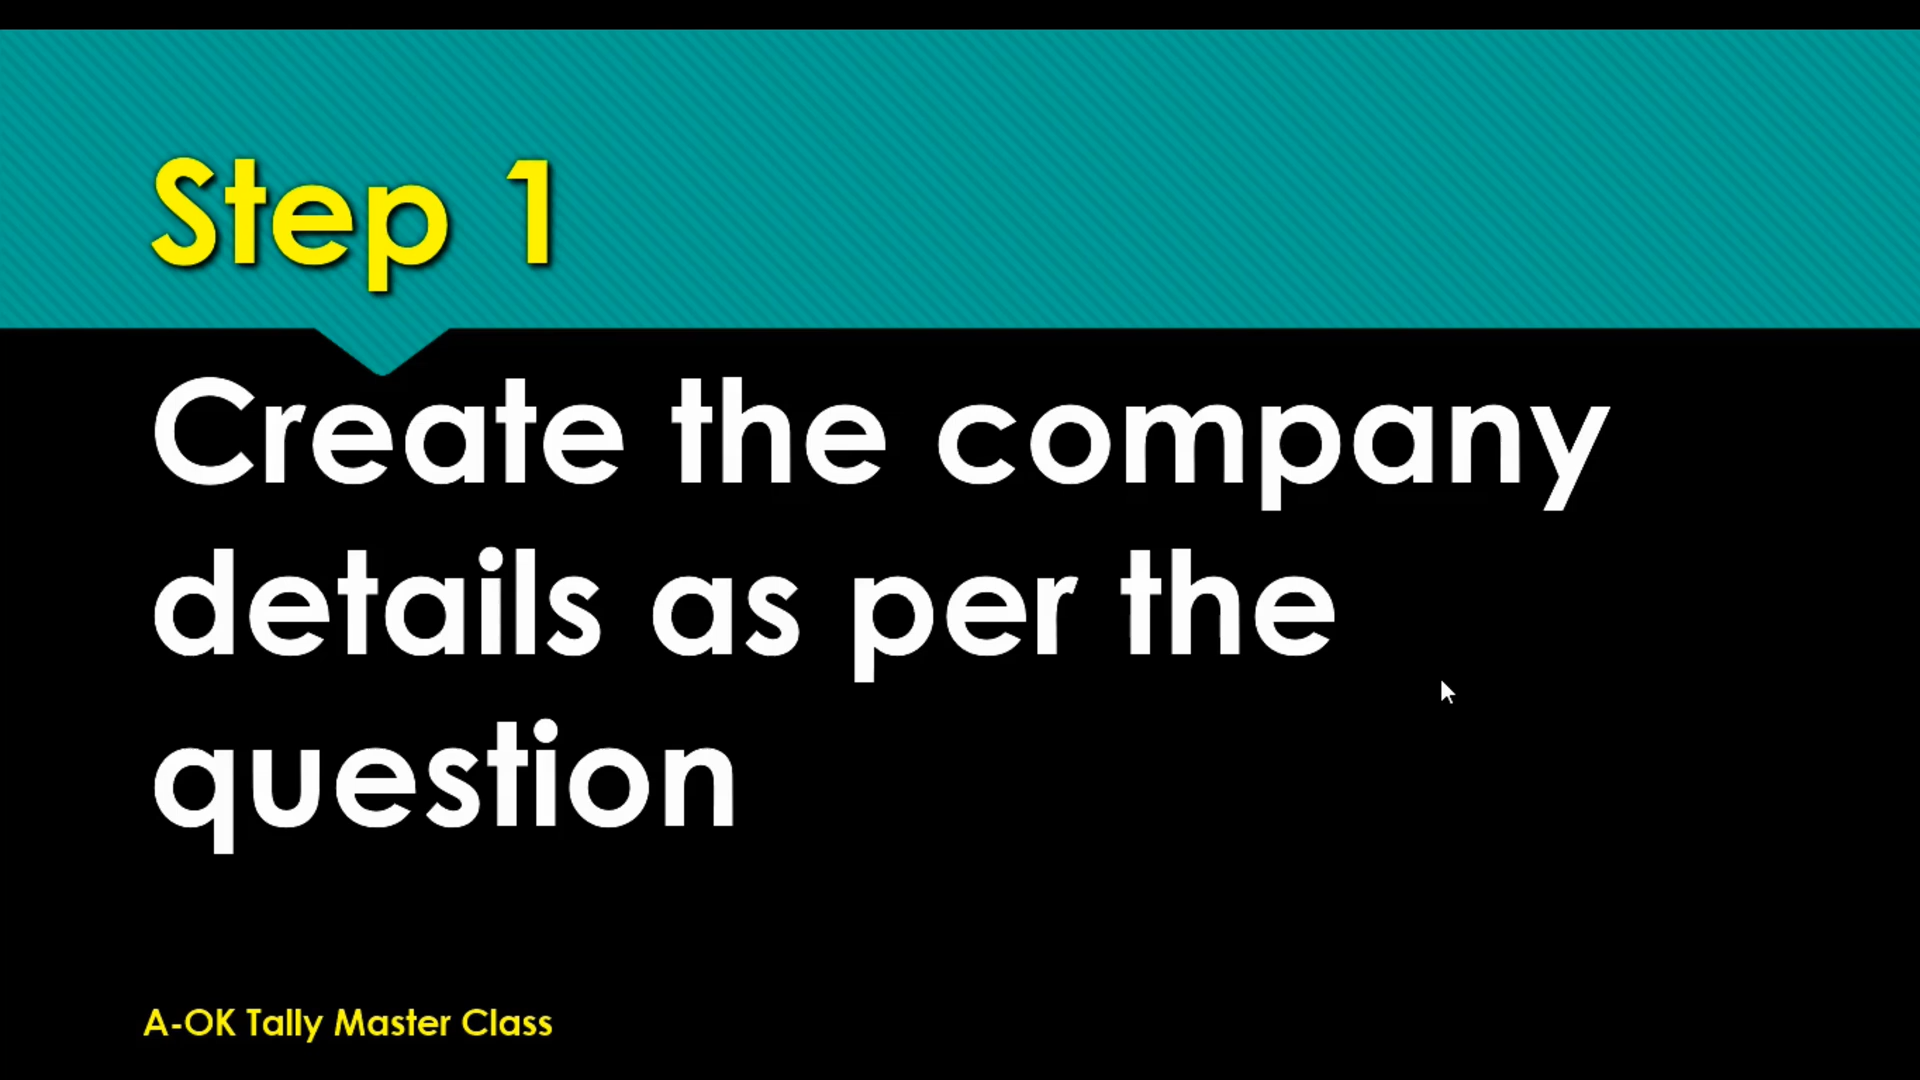 Step 1
Create the company
details as per the
question
A-OK Tally Master Class